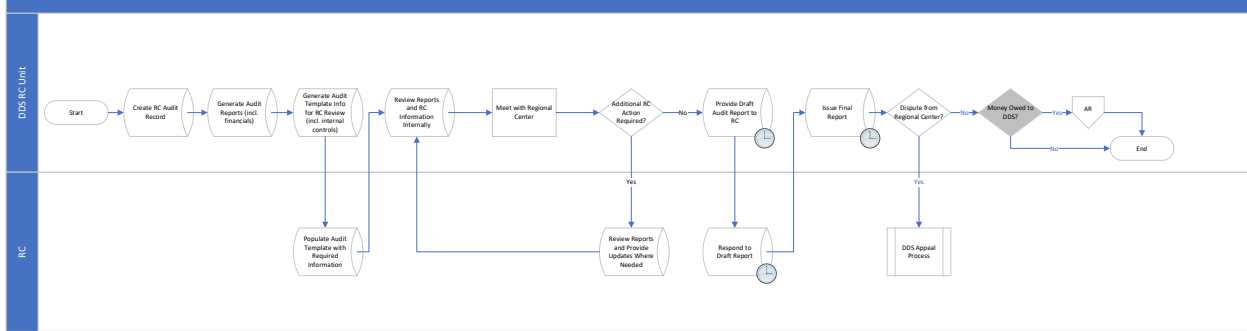 DDS RC Unit
Start
Create RC Audit
Record
Generate Audit
Reports (incl.
financials)
Generate Audit
Template Info
for RC Review
(incl. internal
controls)
Review Reports
and RC
Information
Internally
Meet with Regional
Center
Additional RC
Action
Required?
No
Provide Draft
Audit Report to
RC
Issue Final
Report
Dispute from
Regional Center?
No
Money Owed to
DDS?
Yes
AR
No
End
Yes
Yes
RC
Populate Audit
Template with
Required
Information
Review Reports
and Provide
Updates Where
Needed
Respond to
Draft Report
DDS Appeal
Process